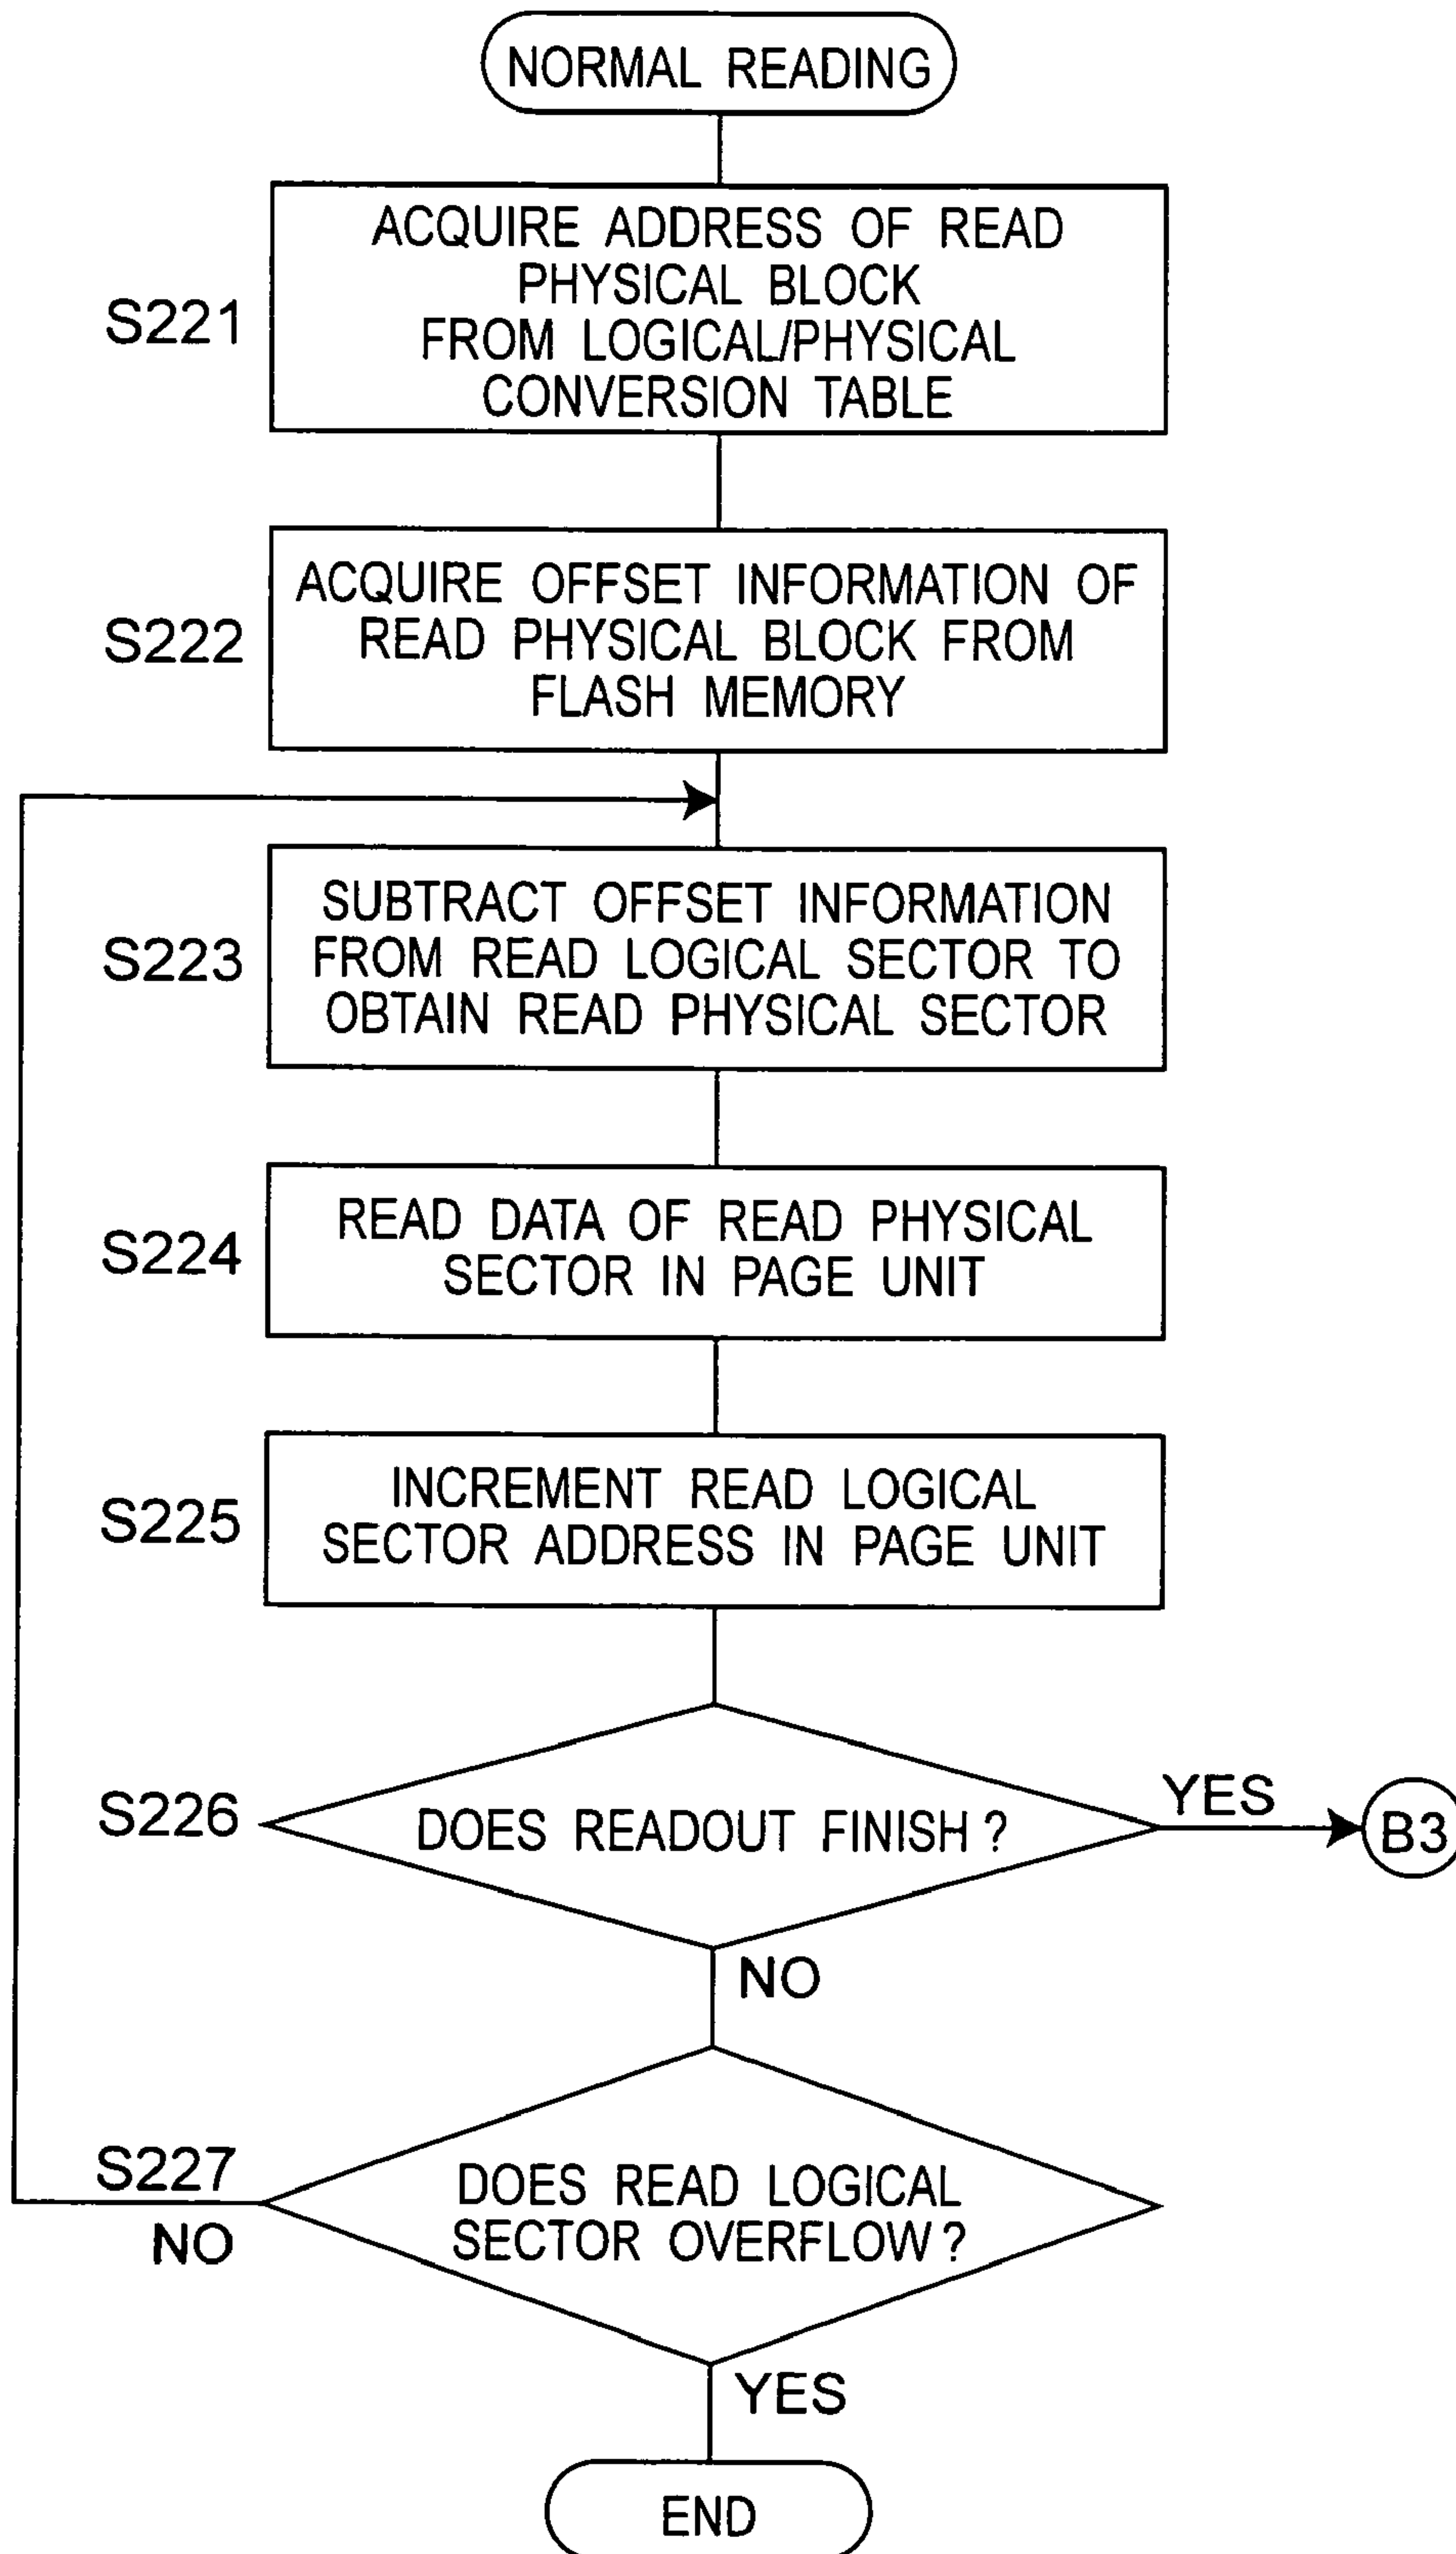 NORMAL READING
ACQUIRE ADDRESS OF READ
PHYSICAL BLOCK
FROM LOGICAL/PHYSICAL
CONVERSION TABLE
S221
ACQUIRE OFFSET INFORMATION OF
READ PHYSICAL BLOCK FROM
FLASH MEMORY
S222
SUBTRACT OFFSET INFORMATION
FROM READ LOGICAL SECTOR TO
OBTAIN READ PHYSICAL SECTOR
S223
READ DATA OF READ PHYSICAL
SECTOR IN PAGE UNIT
S224
INCREMENT READ LOGICAL
SECTOR ADDRESS IN PAGE UNIT
S225
S226
DOES READOUT FINISH ?
YES
B3
NO
S227
DOES READ LOGICAL
SECTOR OVERFLOW ?
NO
YES
END